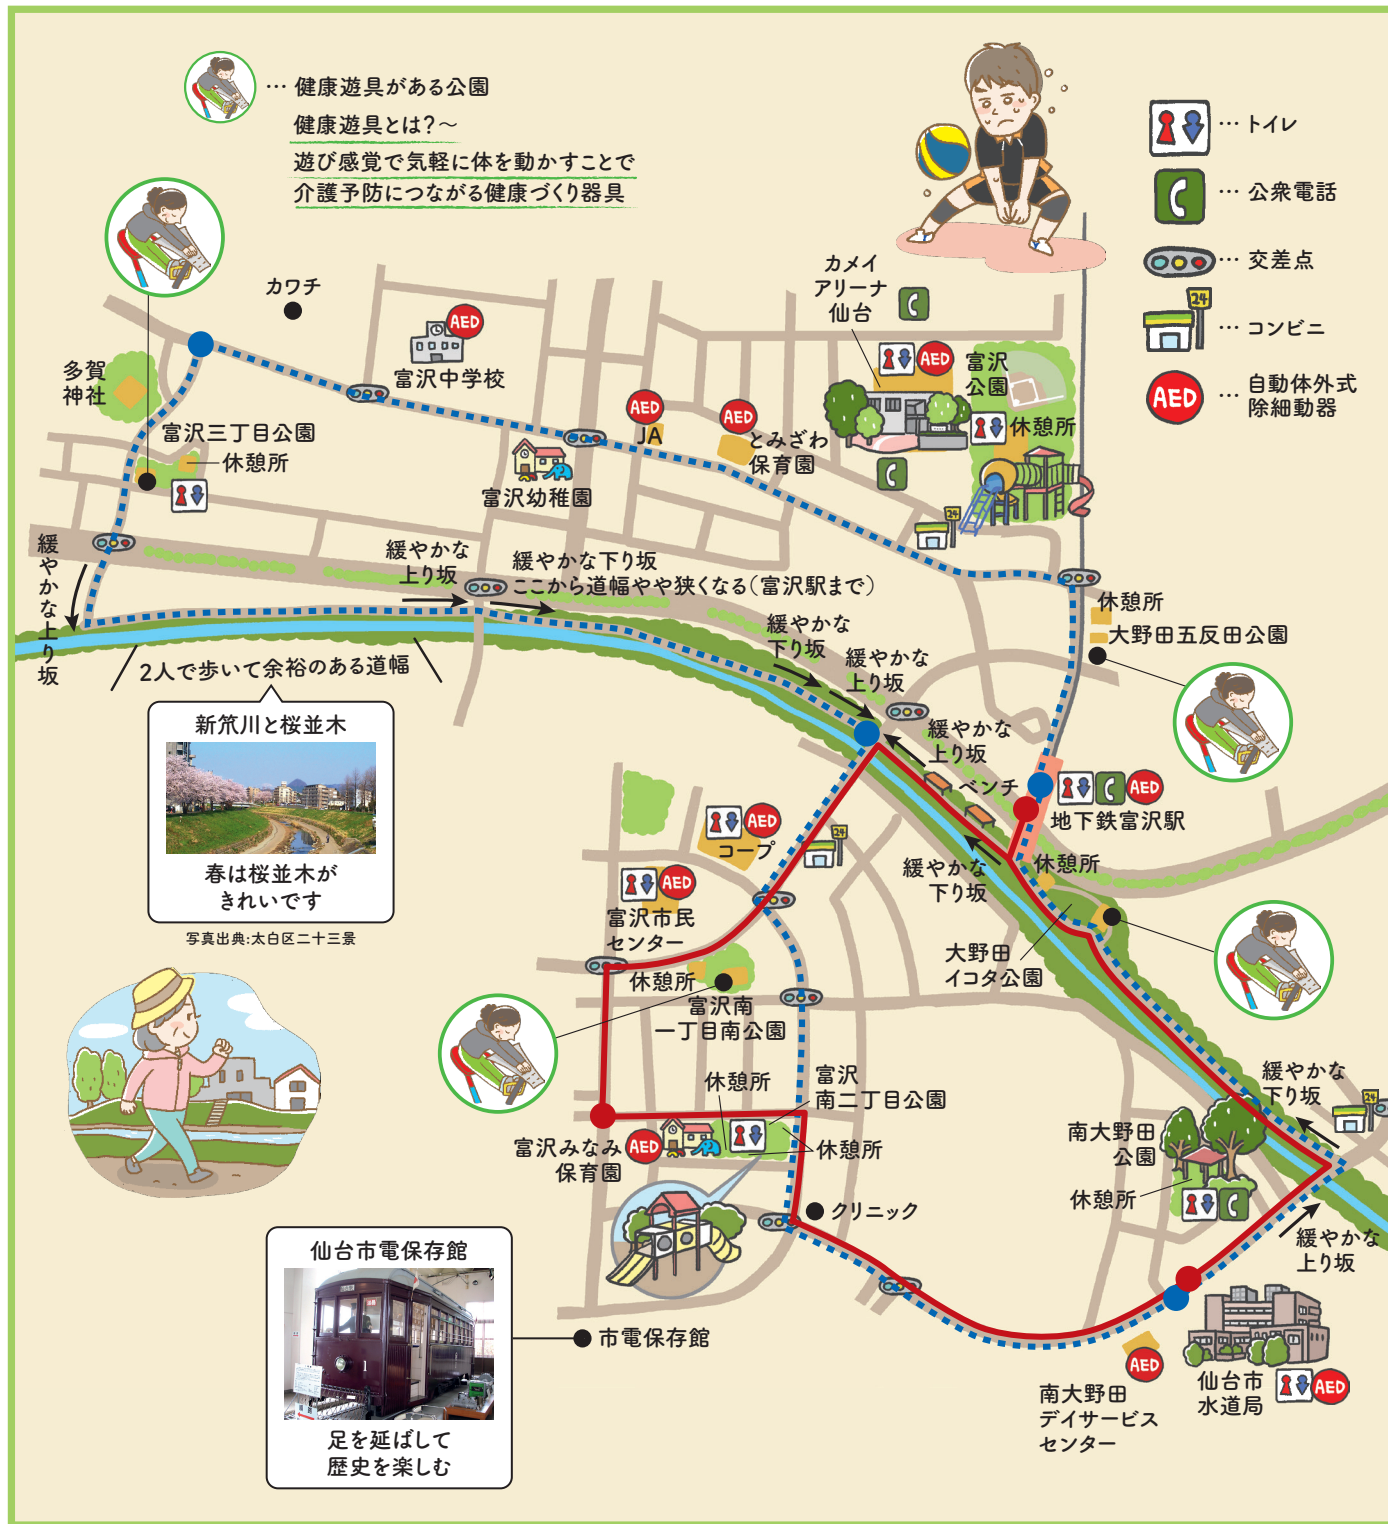 … 健康遊具がある公園
健康遊具とは?～
遊び感覚で気軽に体を動かすことで
介護予防につながる健康づくり器具
… トイレ
… 公衆電話
… 交差点
24
… コンビニ
AED
… 自動体外式
除細動器
カワチ
AED
富沢中学校
カメイ
アリーナ
仙台
AED
富沢
公園
休憩所
多賀
神社
富沢三丁目公園
休憩所
AED
JA
AED
とみざわ
保育園
富沢幼稚園
24
緩やかな上り坂
緩やかな
上り坂
緩やかな下り坂
ここから道幅やや狭くなる(富沢駅まで)
休憩所
大野田五反田公園
緩やかな
下り坂
緩やかな
上り坂
2人で歩いて余裕のある道幅
新笊川と桜並木
春は桜並木が
きれいです
写真出典:太白区二十三景
緩やかな
上り坂
ベンチ
AED
地下鉄富沢駅
AED
コープ
24
緩やかな
下り坂
休憩所
AED
富沢市民
センター
大野田
イコタ公園
休憩所
富沢南
一丁目南公園
休憩所
富沢
南二丁目公園
休憩所
AED
富沢みなみ
保育園
クリニック
緩やかな
下り坂
24
南大野田
公園
休憩所
緩やかな
上り坂
仙台市電保存館
足を延ばして
歴史を楽しむ
市電保存館
AED
南大野田
デイサービス
センター
仙台市
水道局
AED